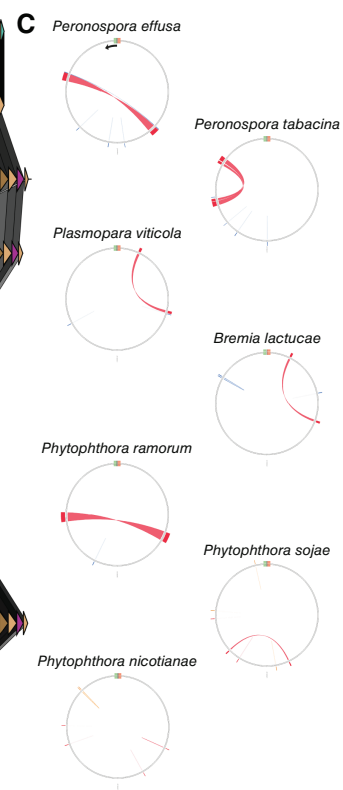 C
Peronospora effusa
Peronospora tabacina
Plasmopara viticola
Bremia lactucae
Phytophthora ramorum
Phytophthora sojae
Phytophthora nicotianae